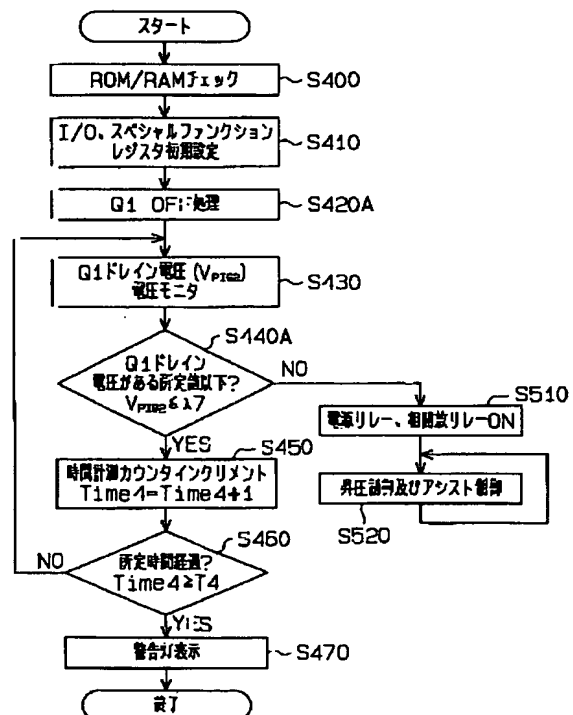 スタート
ROM/RAMチェック
S400
I/O、スペシャルファンクション
レジスタ初期設定
S410
Q1 OFF処理
S420A
Q1ドレイン電圧(VPIG2)
電圧モニタ
S430
S440A
Q1ドレイン
電圧がある所定値以下?
VPIG2≦λ7
NO
YES
S510
電源リレー、相開放リレーON
S450
時間計測カウンタインクリメント
Time4=Time4+1
昇圧制御及びアシスト制御
S520
S460
所定時間経過?
Time4≧T4
NO
YES
警告灯表示
S470
終了